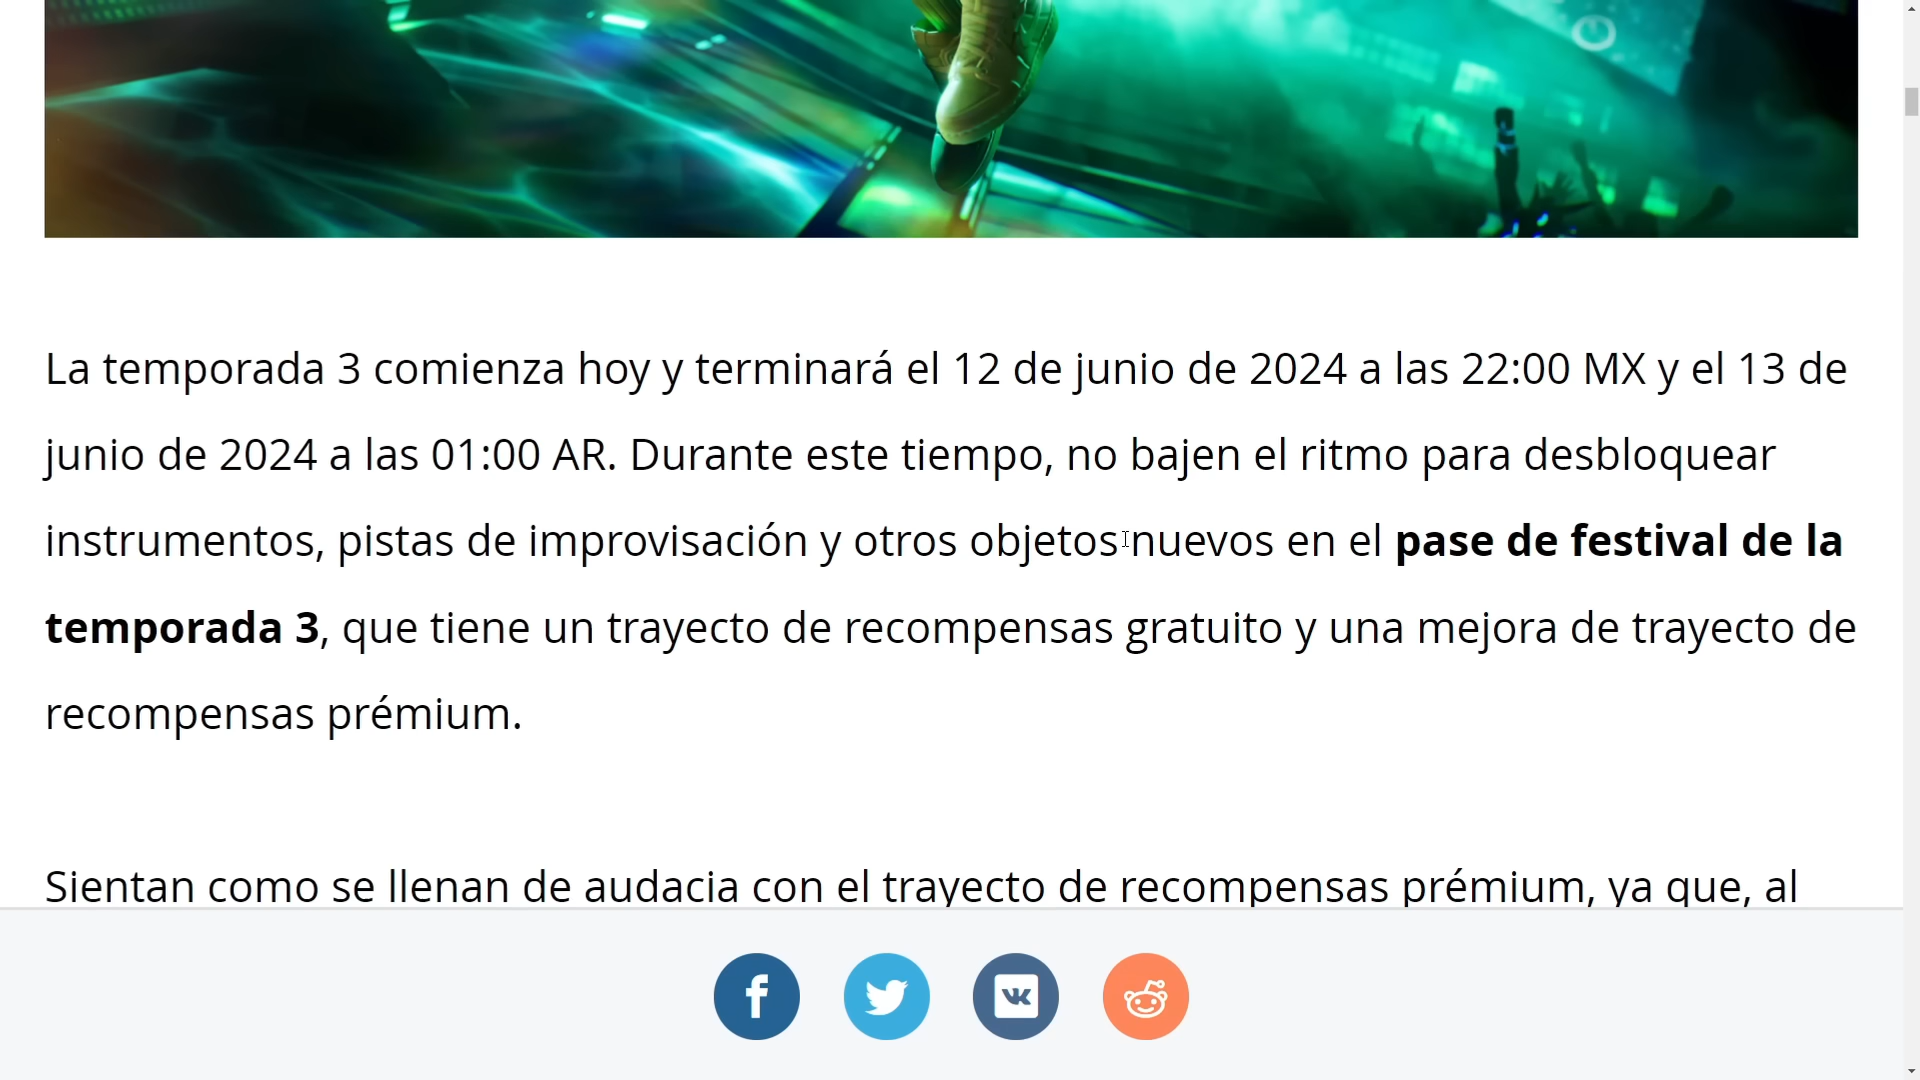 La temporada 3 comienza hoy y terminará el 12 de junio de 2024 a las 22:00 MX y el 13 de
junio de 2024 a las 01:00 AR. Durante este tiempo, no bajen el ritmo para desbloquear
instrumentos, pistas de improvisación y otros objetos nuevos en el pase de festival de la
temporada 3, que tiene un trayecto de recompensas gratuito y una mejora de trayecto de
recompensas prémium.
Sientan como se llenan de audacia con el trayecto de recompensas prémium, ya que, al